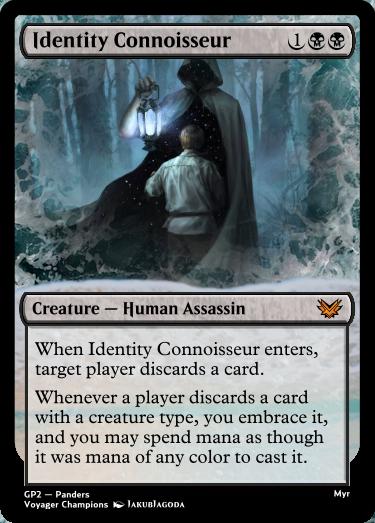 Identity Connoisseur 1
Creature — Human Assassin
When Identity Connoisseur enters,
target player discards a card.
Whenever a player discards a card
with a creature type, you embrace it,
and you may spend mana as though
it was mana of any color to cast it.
GP2 — Panders
Myr
Voyager Champions JakubJagoda